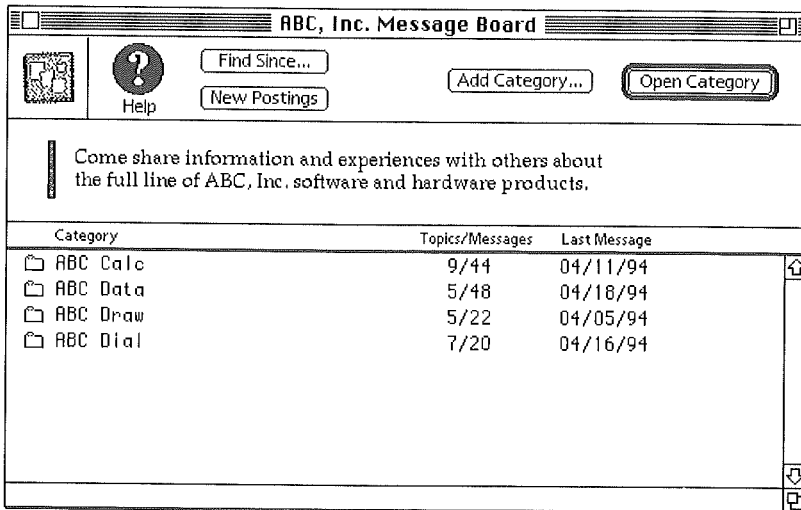 ABC, Inc. Message Board
Find Since...
New Postings
Help
Add Category...
Open Category
Come share information and experiences with others about
the full line of ABC, Inc. software and hardware products.
Category Topics/Messages Last Message
ABC Calc 9/44 04/11/94
ABC Data 5/48 04/18/94
ABC Draw 5/22 04/05/94
ABC Dial 7/20 04/16/94